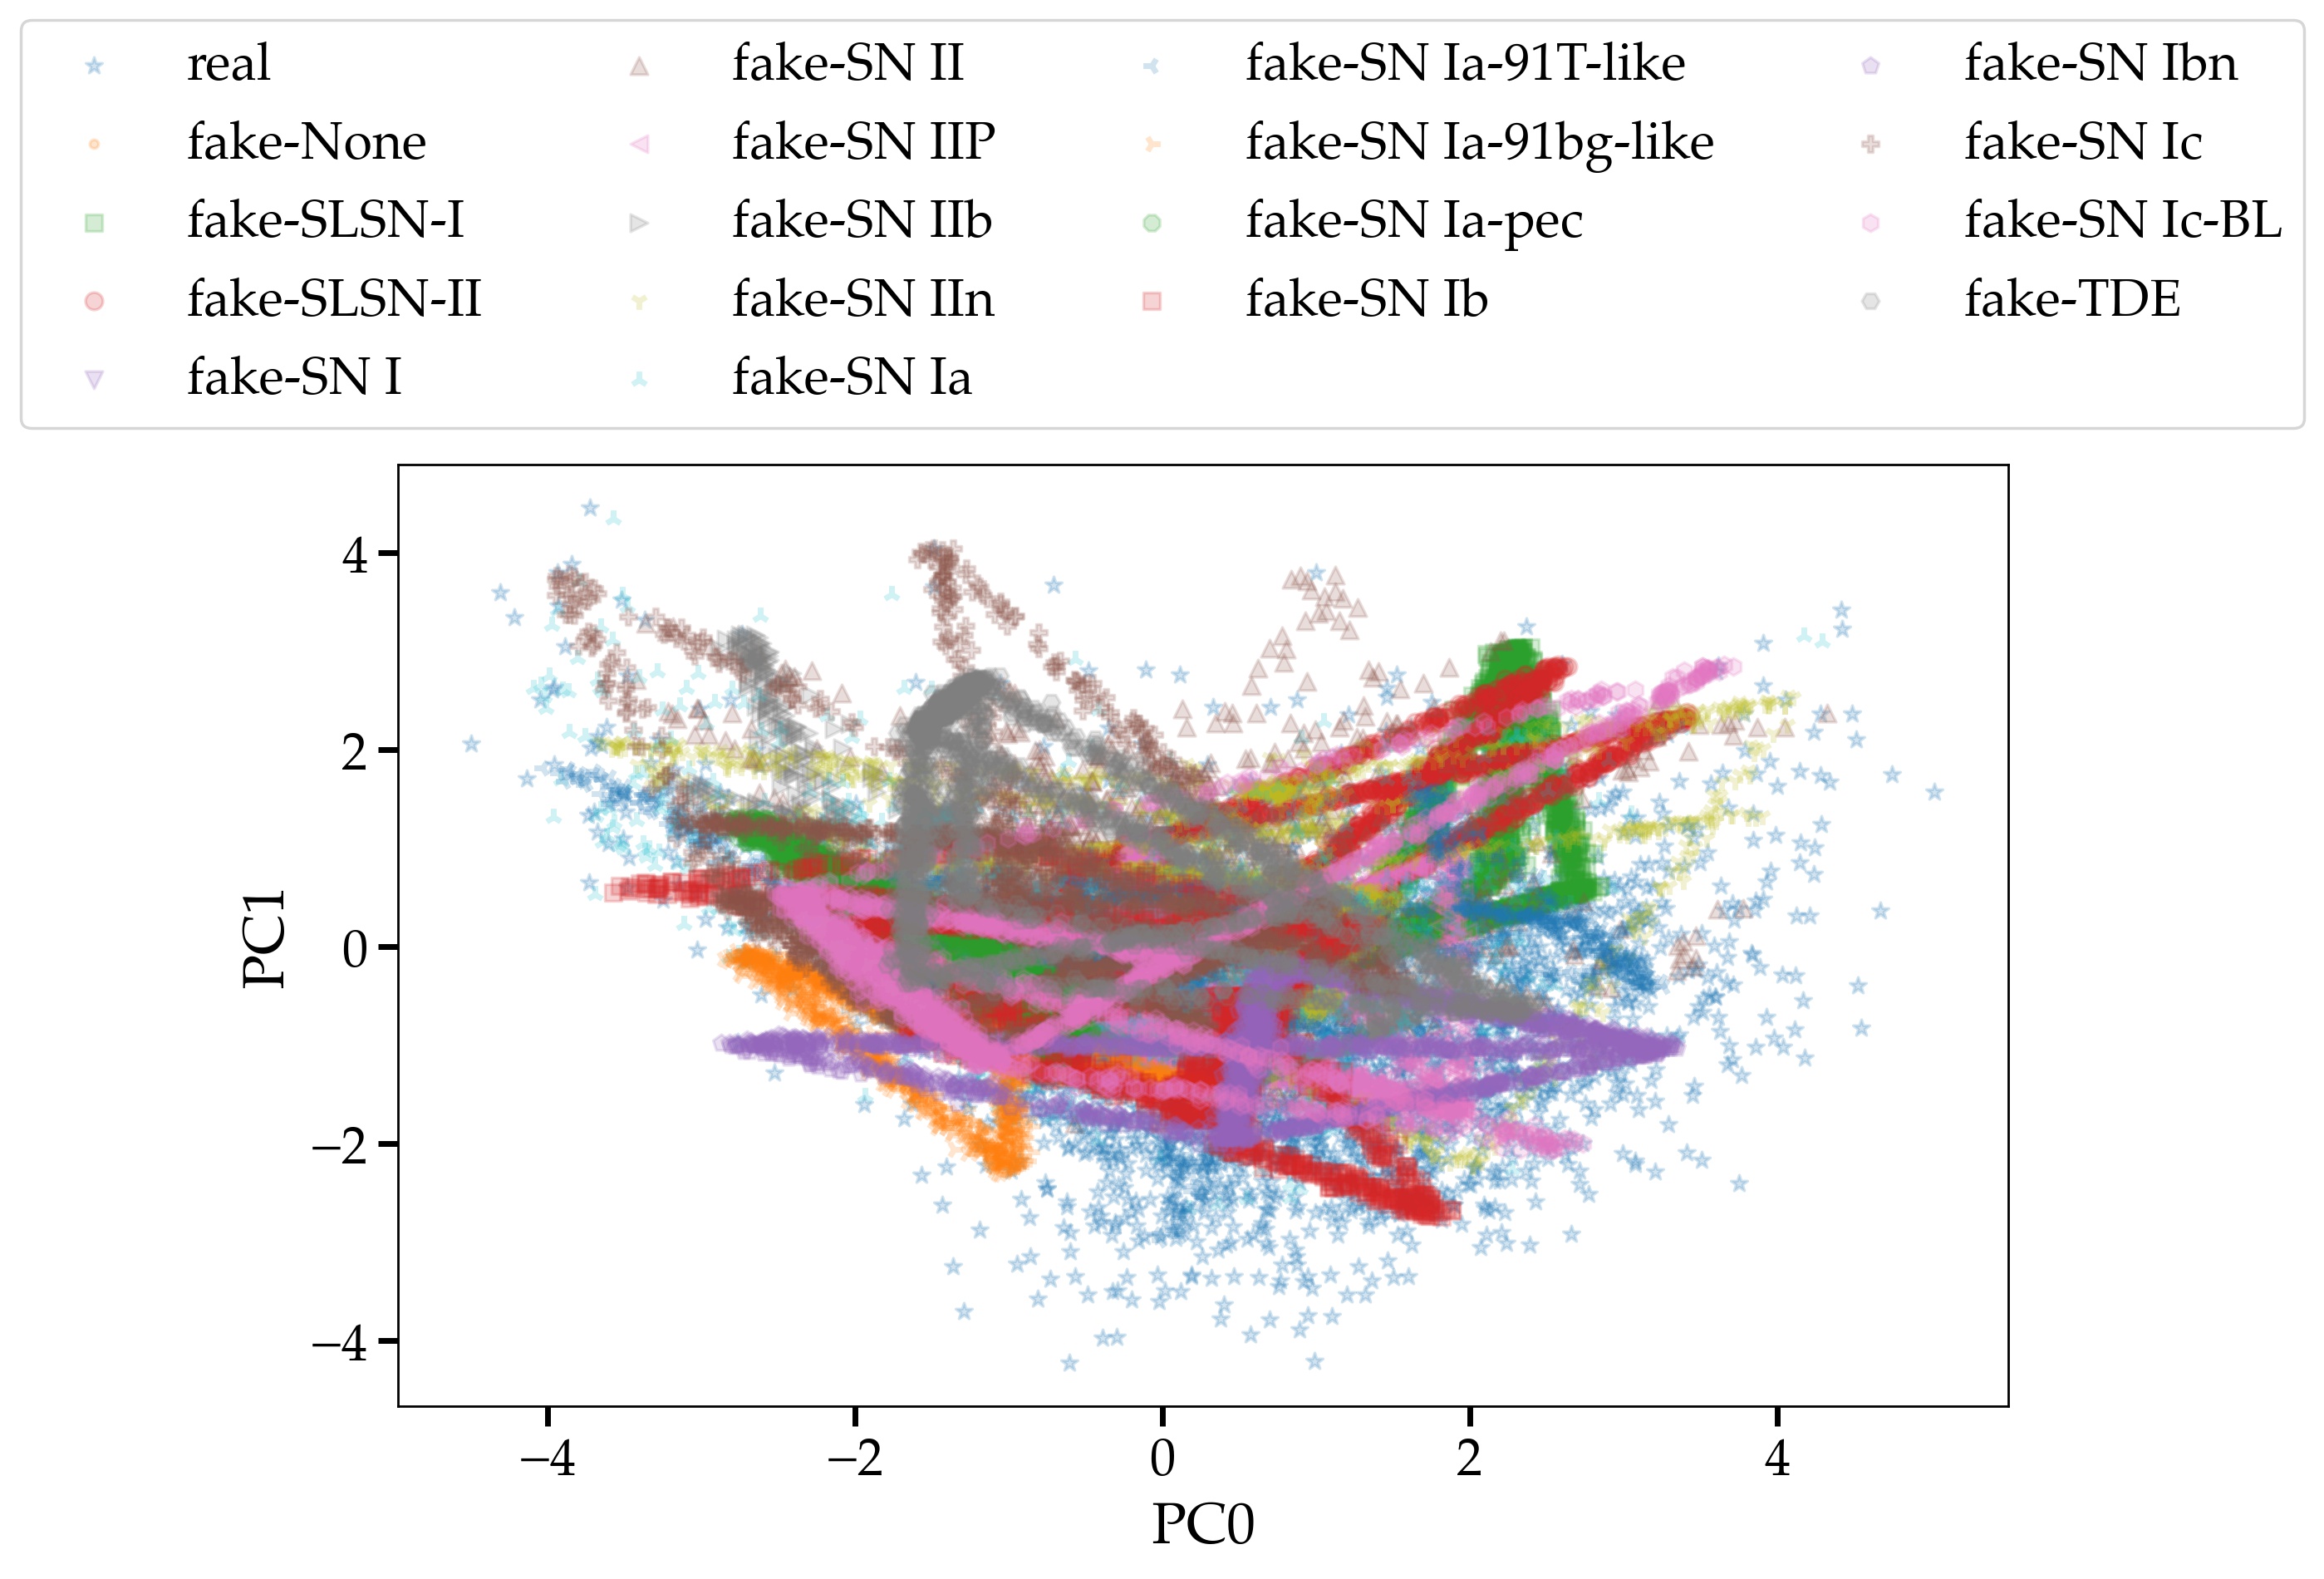 real
fake-None
fake-SLSN-I
fake-SLSN-II
fake-SN I
fake-SN II
fake-SN IIP
fake-SN IIb
fake-SN IIn
fake-SN Ia
fake-SN Ia-91T-like
fake-SN Ia-91bg-like
fake-SN Ia-pec
fake-SN Ib
fake-SN Ibn
fake-SN Ic
fake-SN Ic-BL
fake-TDE
4
2
0
−2
−4
PC1
−4
−2
0
2
4
PC0